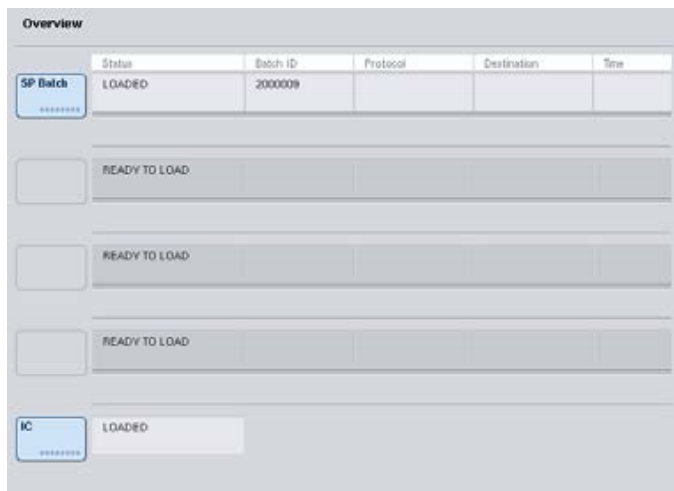 Overview
Status Batch ID Protocol Destination Time
SP Batch LOADED 2000009
READY TO LOAD
READY TO LOAD
READY TO LOAD
IC LOADED